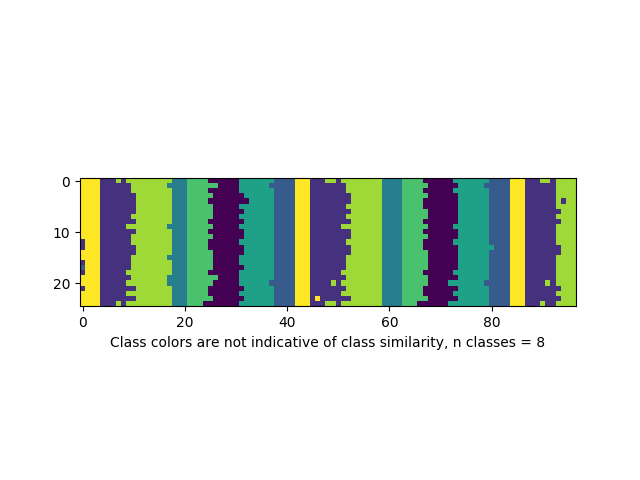 0
10
20
0 20 40 60 80
Class colors are not indicative of class similarity, n classes = 8